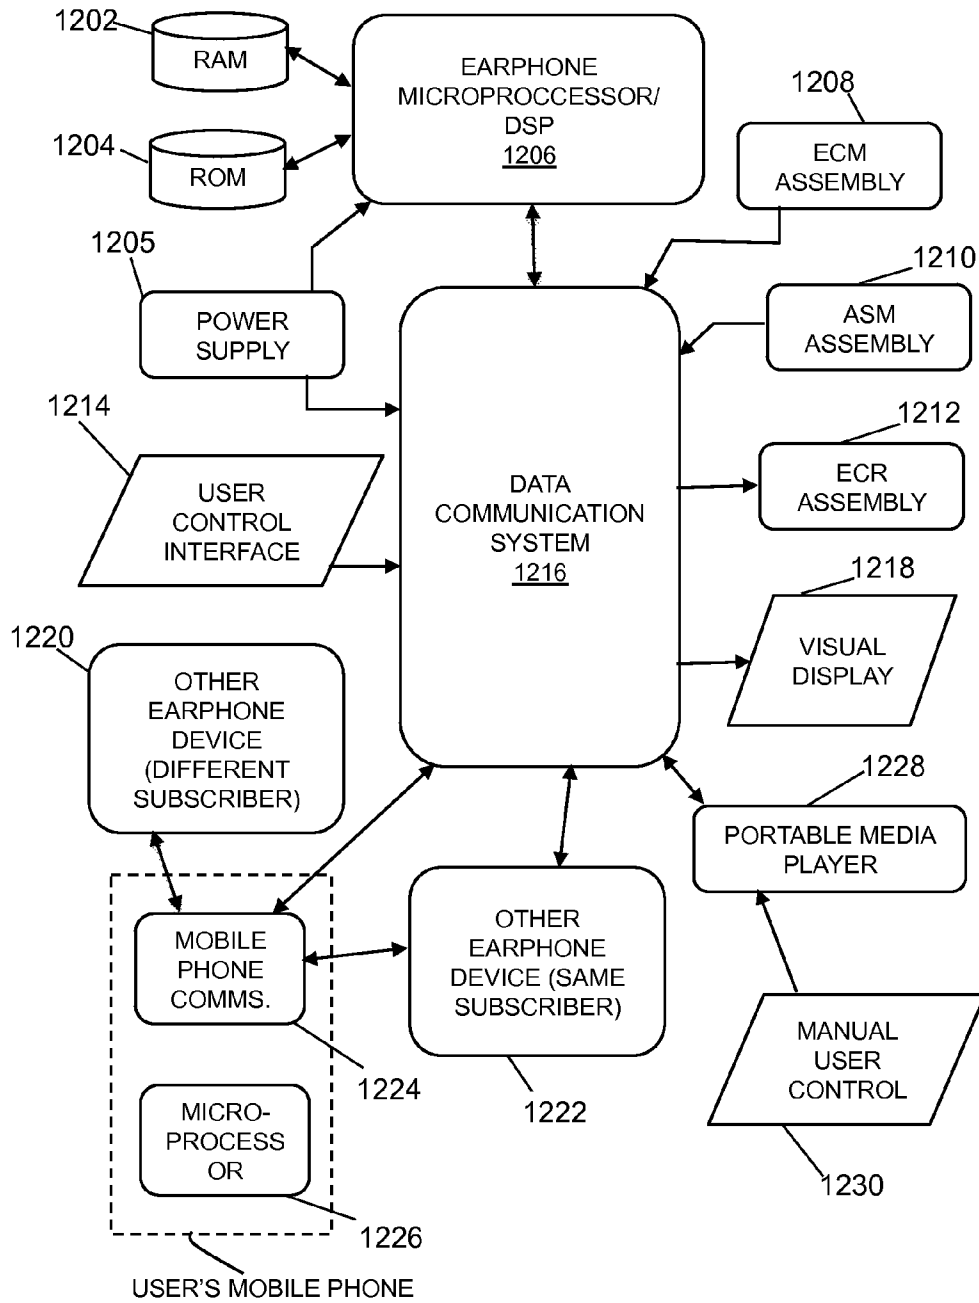 1202
RAM
EARPHONE
MICROPROCCESSOR/
DSP
1206
1208
ECM
ASSEMBLY
1204
ROM
1205
POWER
SUPPLY
1210
ASM
ASSEMBLY
1214
USER
CONTROL
INTERFACE
DATA
COMMUNICATION
SYSTEM
1216
1212
ECR
ASSEMBLY
1218
VISUAL
DISPLAY
1220
OTHER
EARPHONE
DEVICE
(DIFFERENT
SUBSCRIBER)
1228
PORTABLE MEDIA
PLAYER
MOBILE
PHONE
COMMS.
1224
OTHER
EARPHONE
DEVICE (SAME
SUBSCRIBER)
1222
MANUAL
USER
CONTROL
1230
MICRO-
PROCESS
OR
1226
USER'S MOBILE PHONE